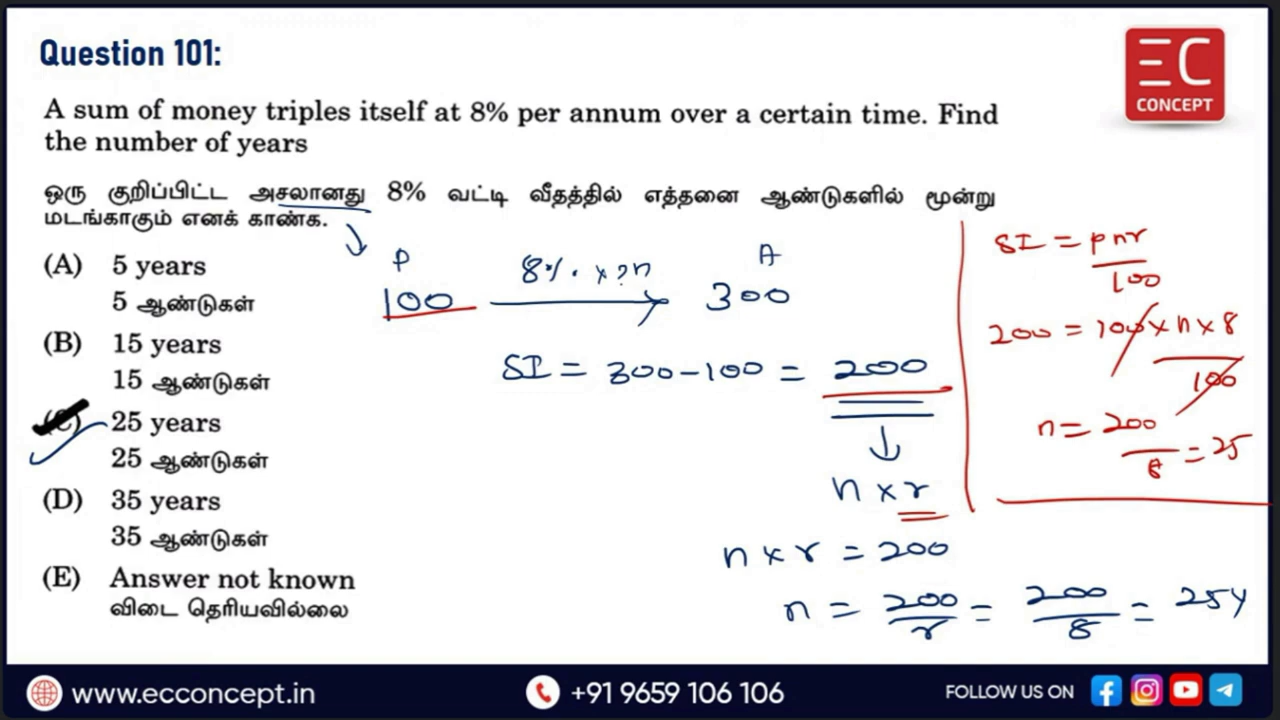 Question 101:
EC
CONCEPT
A sum of money triples itself at 8% per annum over a certain time. Find
the number of years
ஒரு குறிப்பிட்ட அசலானது 8% வட்டி வீதத்தில் எத்தனை ஆண்டுகளில் மூன்று
மடங்காகும் எனக் காண்க.
(A) 5 years
5 ஆண்டுகள்
(B) 15 years
15 ஆண்டுகள்
(C) 25 years
25 ஆண்டுகள்
(D) 35 years
35 ஆண்டுகள்
(E) Answer not known
விடை தெரியவில்லை
P 8% x ?n A
100 300
SI = 300 - 100 = 200
n x r
n x r = 200
n = 200/r = 200/8 = 25y
SI = pnr/100
200 = 100 x n x 8/100
n = 200/8 = 25
www.ecconcept.in
+91 9659 106 106
FOLLOW US ON